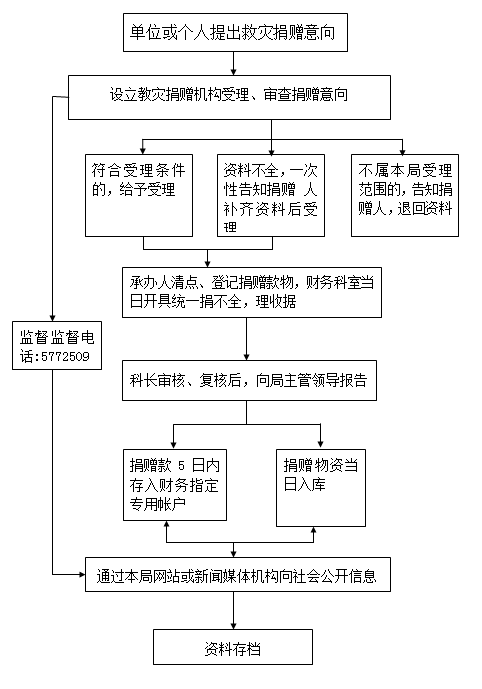 单位或个人提出救灾捐赠意向
设立教灾捐赠机构受理、审查捐赠意向
符合受理条件
的，给予受理
资料不全，一次
性告知捐赠 人
补齐资料后受
理
不属本局受理
范围的，告知捐
赠人，退回资料
承办人清点、登记捐赠款物，财务科室当
日开具统一捐不全，理收据
监督监督电
话:5772509
科长审核、复核后，向局主管领导报告
捐赠款 5 日内
存入财务指定
专用帐户
捐赠物资当
日入库
通过本局网站或新闻媒体机构向社会公开信息
资料存档